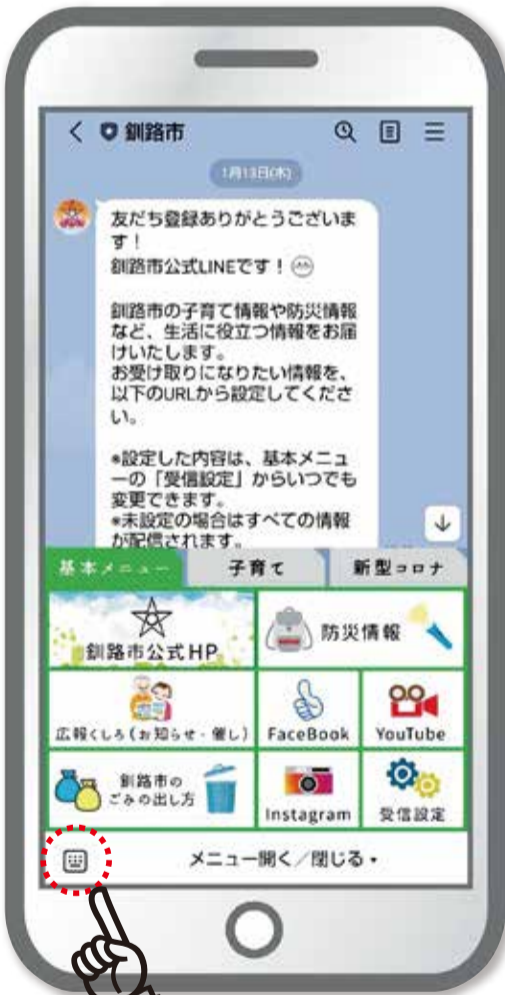 釧路市
1月13日(木)
友だち登録ありがとうございま
す!
釧路市公式LINEです!
釧路市の子育て情報や防災情報
など、生活に役立つ情報をお届
けいたします。
お受け取りになりたい情報を、
以下のURLから設定してくださ
い。
*設定した内容は、基本メニュ
ーの「受信設定」からいつでも
変更できます。
*未設定の場合はすべての情報
が配信されます。
基本メニュー
子育て
新型コロナ
釧路市公式HP
防災情報
広報くしろ(お知らせ・催し)
FaceBook
YouTube
釧路市の
ごみの出し方
Instagram
受信設定
メニュー開く/閉じる